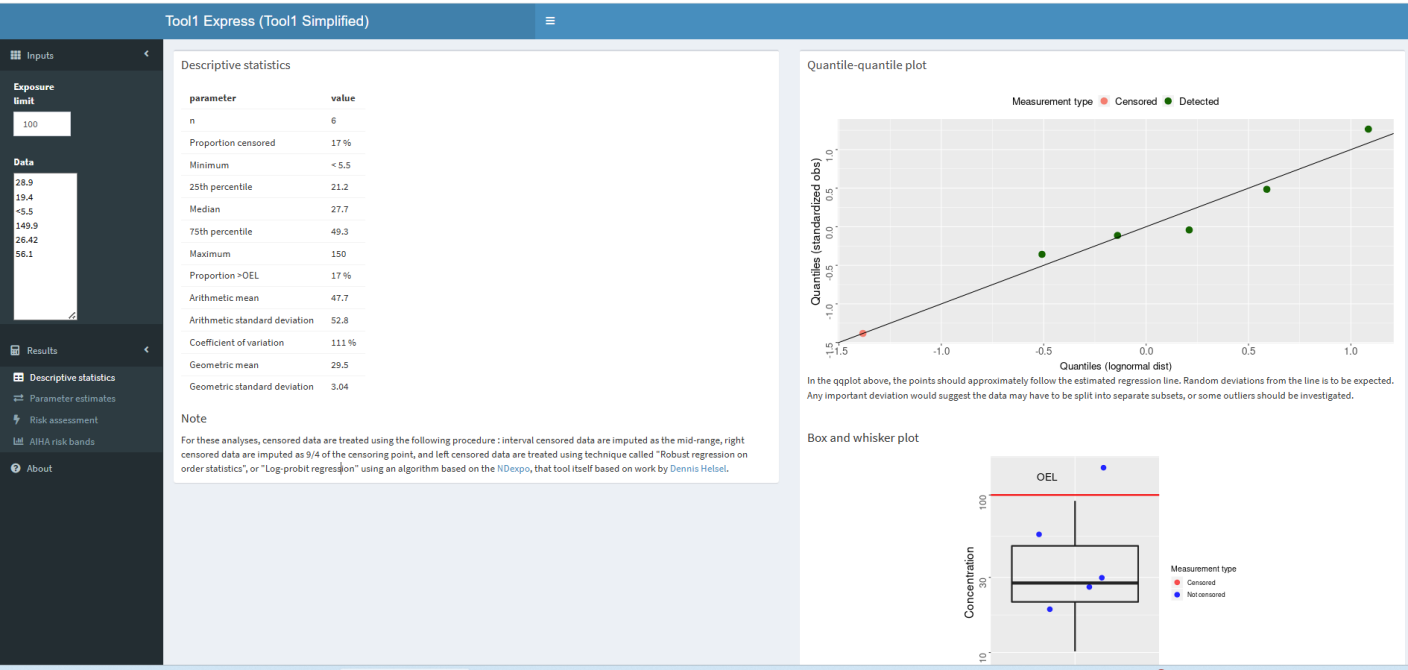 Tool1 Express (Tool1 Simplified)
Inputs
Exposure
limit
100
Data
28.9
19.4
<5.5
149.9
26.42
56.1
Results
Descriptive statistics
Parameter estimates
Risk assessment
AIHA risk bands
About
Descriptive statistics
parameter value
n 6
Proportion censored 17 %
Minimum < 5.5
25th percentile 21.2
Median 27.7
75th percentile 49.3
Maximum 150
Proportion >OEL 17 %
Arithmetic mean 47.7
Arithmetic standard deviation 52.8
Coefficient of variation 111 %
Geometric mean 29.5
Geometric standard deviation 3.04
Note
For these analyses, censored data are treated using the following procedure : interval censored data are imputed as the mid-range, right
censored data are imputed as 9/4 of the censoring point, and left censored data are treated using technique called "Robust regression on
order statistics", or "Log-probit regression" using an algorithm based on the NDexpo, that tool itself based on work by Dennis Helsel.
Quantile-quantile plot
Measurement type Censored Detected
Quantiles (standardized obs)
1.0
0.5
0.0
-0.5
-1.0
-1.5
-1.5 -1.0 -0.5 0.0 0.5 1.0
Quantiles (lognormal dist)
In the qqplot above, the points should approximately follow the estimated regression line. Random deviations from the line is to be expected.
Any important deviation would suggest the data may have to be split into separate subsets, or some outliers should be investigated.
Box and whisker plot
OEL
Concentration
100
30
10
Measurement type
Censored
Not censored